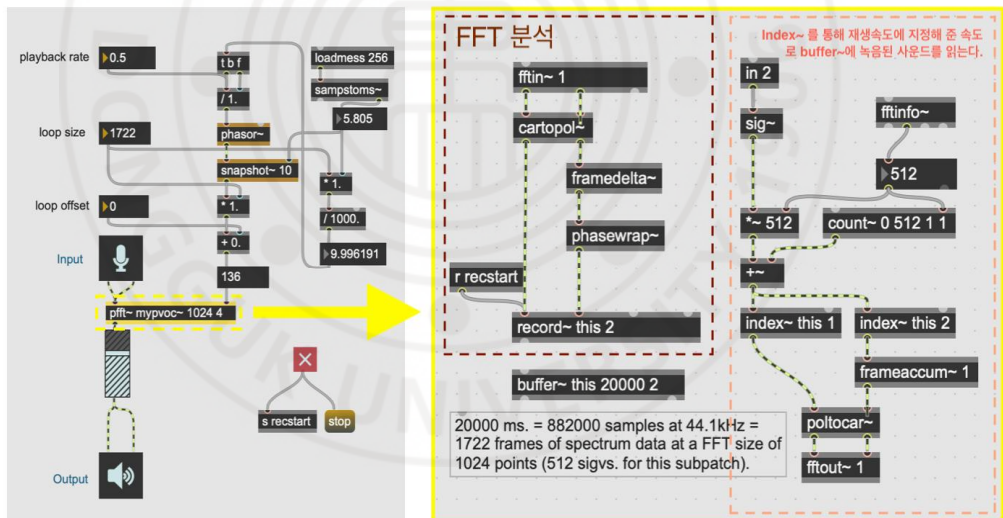 playback rate
0.5
t b f
loadmess 256
/ 1.
sampstoms~
5.805
loop size
1722
phasor~
snapshot~ 10
* 1.
* 1.
/ 1000.
loop offset
0
+ 0.
9.996191
Input
136
pfft~ mypvoc~ 1024 4
s recstart
stop
Output
FFT 분석
fftin~ 1
cartopol~
framedelta~
phasewrap~
r recstart
record~ this 2
buffer~ this 20000 2
20000 ms. = 882000 samples at 44.1kHz =
1722 frames of spectrum data at a FFT size of
1024 points (512 sigvs. for this subpatch).
Index~ 를 통해 재생속도에 지정해 준 속도
로 buffer~에 녹음된 사운드를 읽는다.
in 2
fftinfo~
sig~
512
*~ 512
count~ 0 512 1 1
+~
index~ this 1
index~ this 2
frameaccum~ 1
poltocar~
fftout~ 1